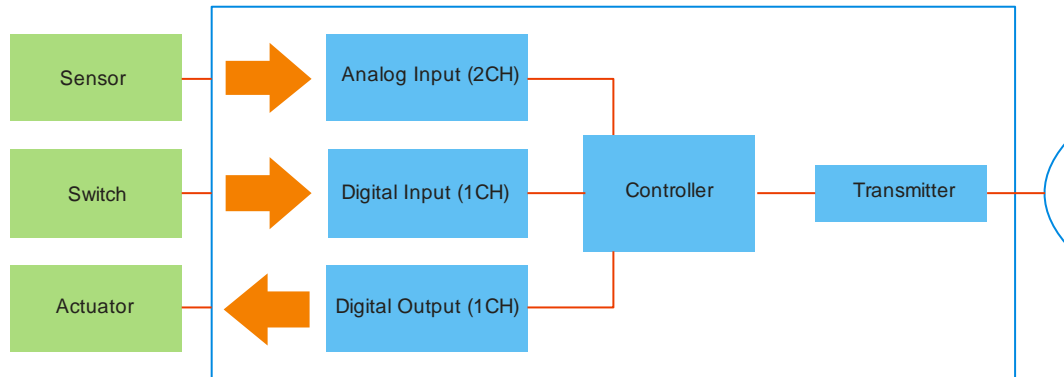 Sensor
Analog Input (2CH)
Switch
Digital Input (1CH)
Controller
Transmitter
Actuator
Digital Output (1CH)